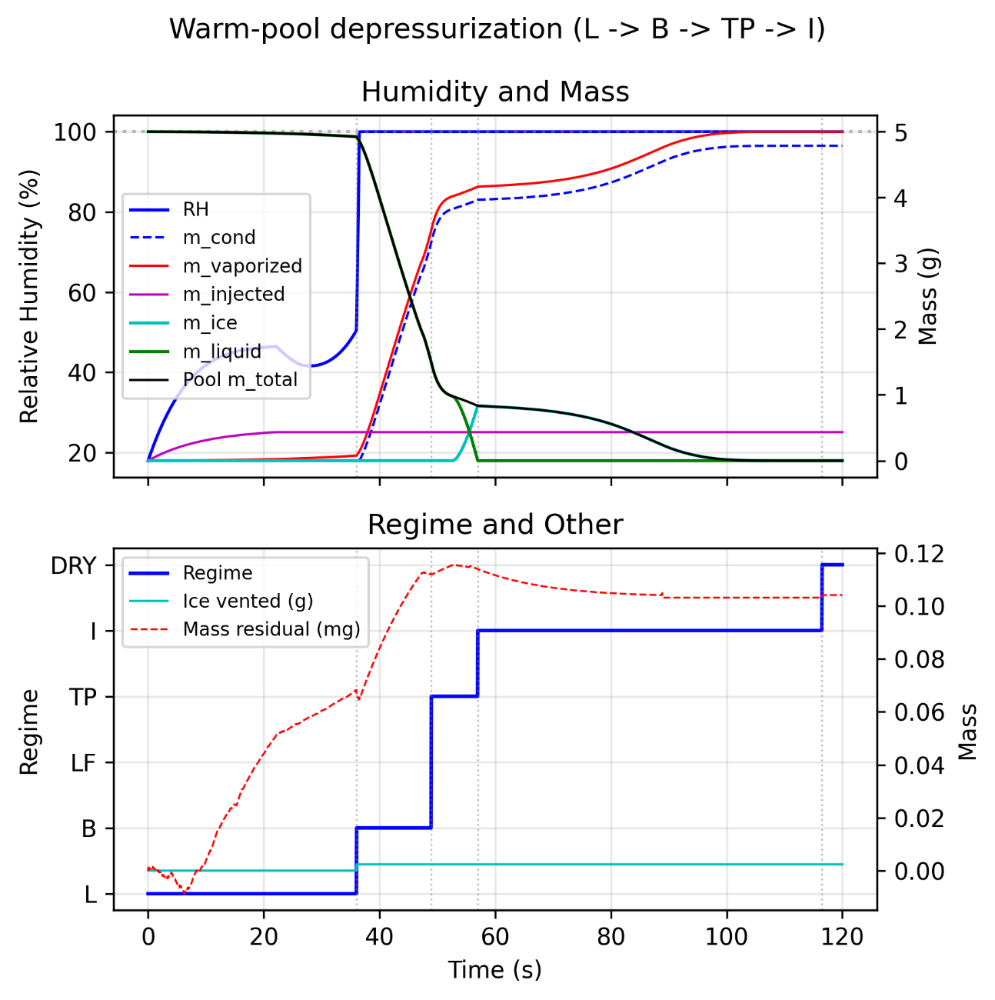 Warm-pool depressurization (L -> B -> TP -> I)
Humidity and Mass
100
80
60
40
20
Relative Humidity (%)
RH
m_cond
m_vaporized
m_injected
m_ice
m_liquid
Pool m_total
5
4
3
2
1
0
Mass (g)
Regime and Other
DRY
I
TP
LF
B
L
Regime
Regime
Ice vented (g)
Mass residual (mg)
0.12
0.10
0.08
0.06
0.04
0.02
0.00
Mass
0 20 40 60 80 100 120
Time (s)